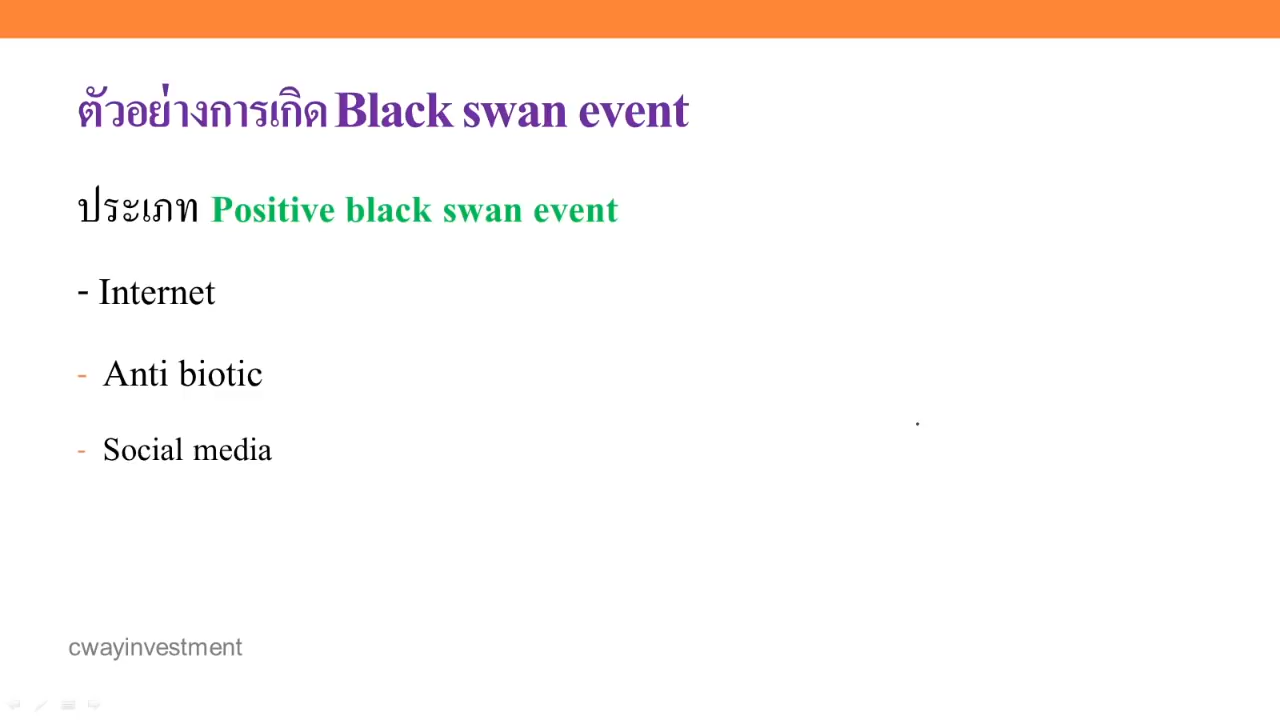 ตัวอย่างการเกิด Black swan event
ประเภท Positive black swan event
- Internet
- Anti biotic
- Social media
cwayinvestment